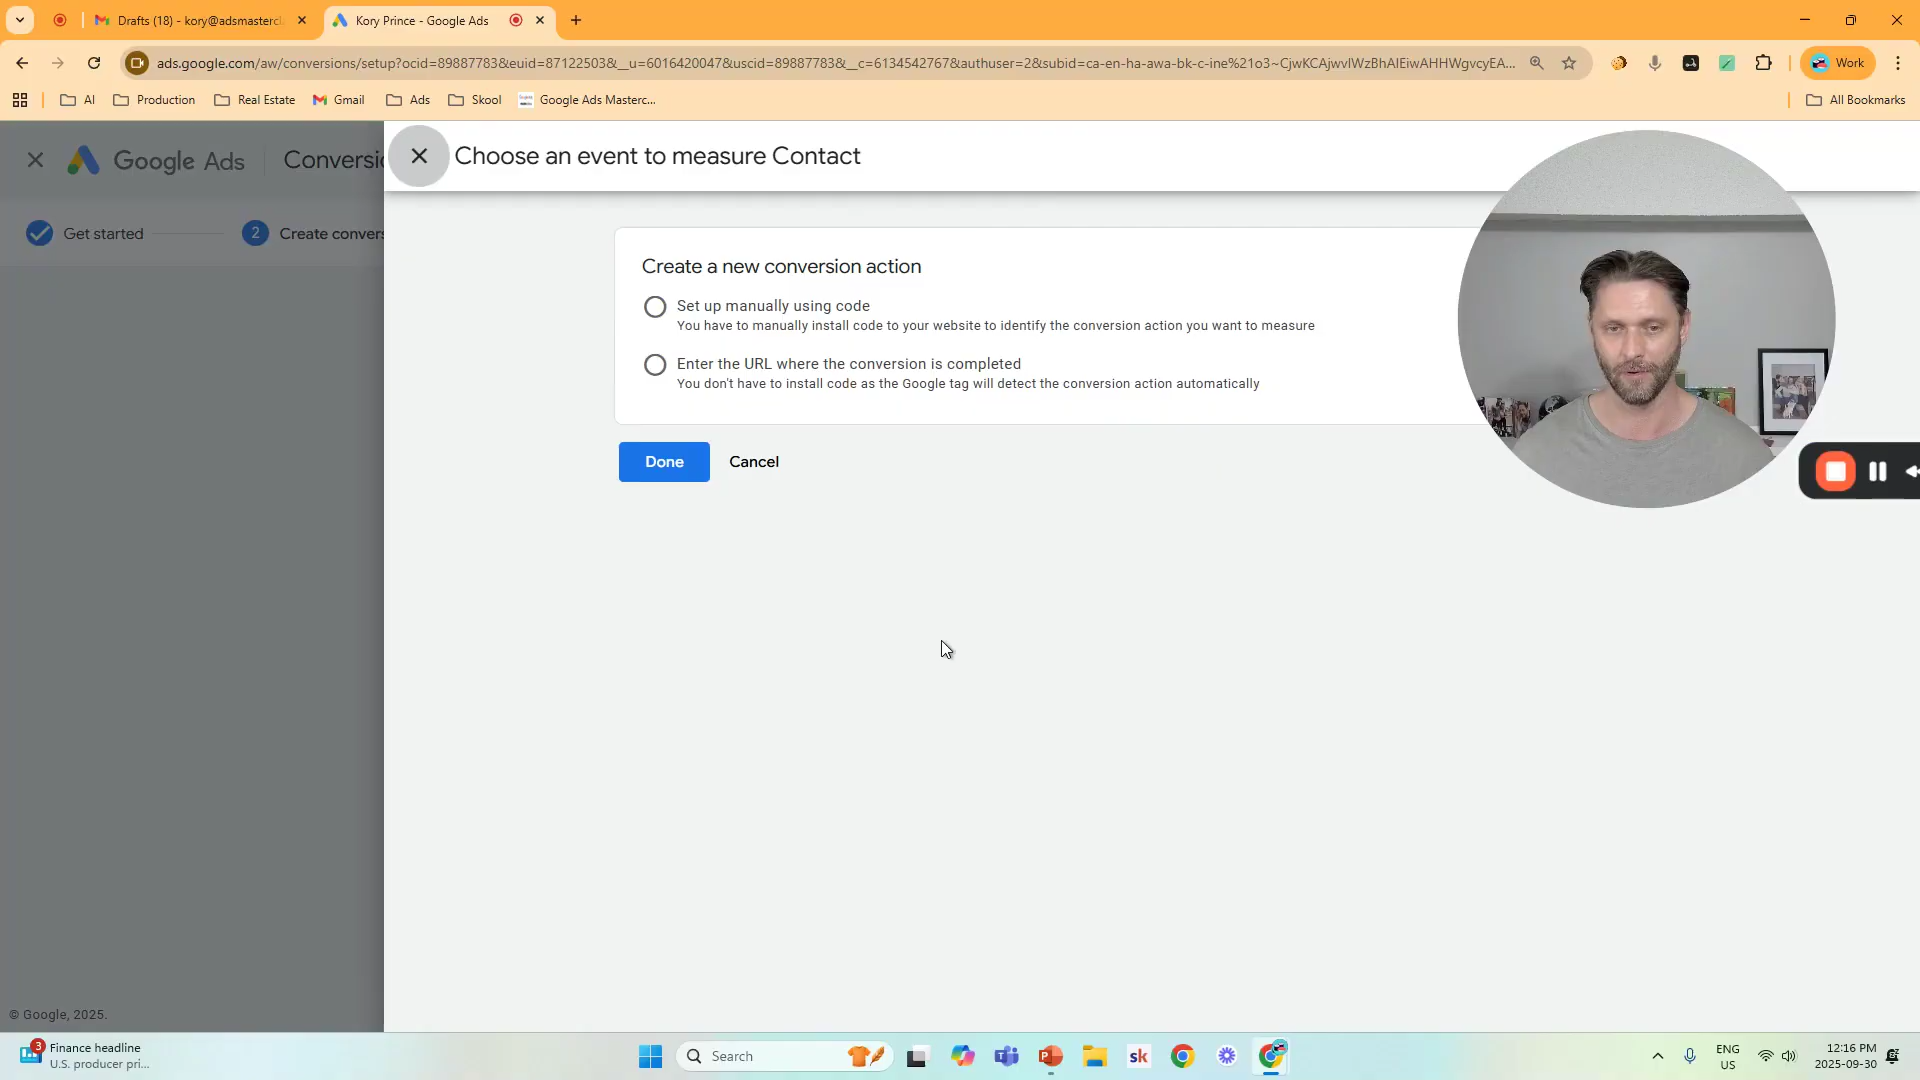 Drafts (18) - kory@adsmastercl
Kory Prince - Google Ads
ads.google.com/aw/conversions/setup?ocid=89887783&euid=87122503&__u=6016420047&uscid=89887783&__c=6134542767&authuser=2&subid=ca-en-ha-awa-bk-c-ine%21o3~CjwKCAjwvIWzBhAlEiwAHHWgvcyEA...
Work
AI
Production
Real Estate
Gmail
Ads
Skool
Google Ads Masterc...
All Bookmarks
Google Ads
Conversio
Choose an event to measure Contact
Get started
2
Create convers
Create a new conversion action
Set up manually using code
You have to manually install code to your website to identify the conversion action you want to measure
Enter the URL where the conversion is completed
You don't have to install code as the Google tag will detect the conversion action automatically
Done
Cancel
© Google, 2025.
3
Finance headline
U.S. producer pri...
Search
sk
ENG
US
12:16 PM
2025-09-30